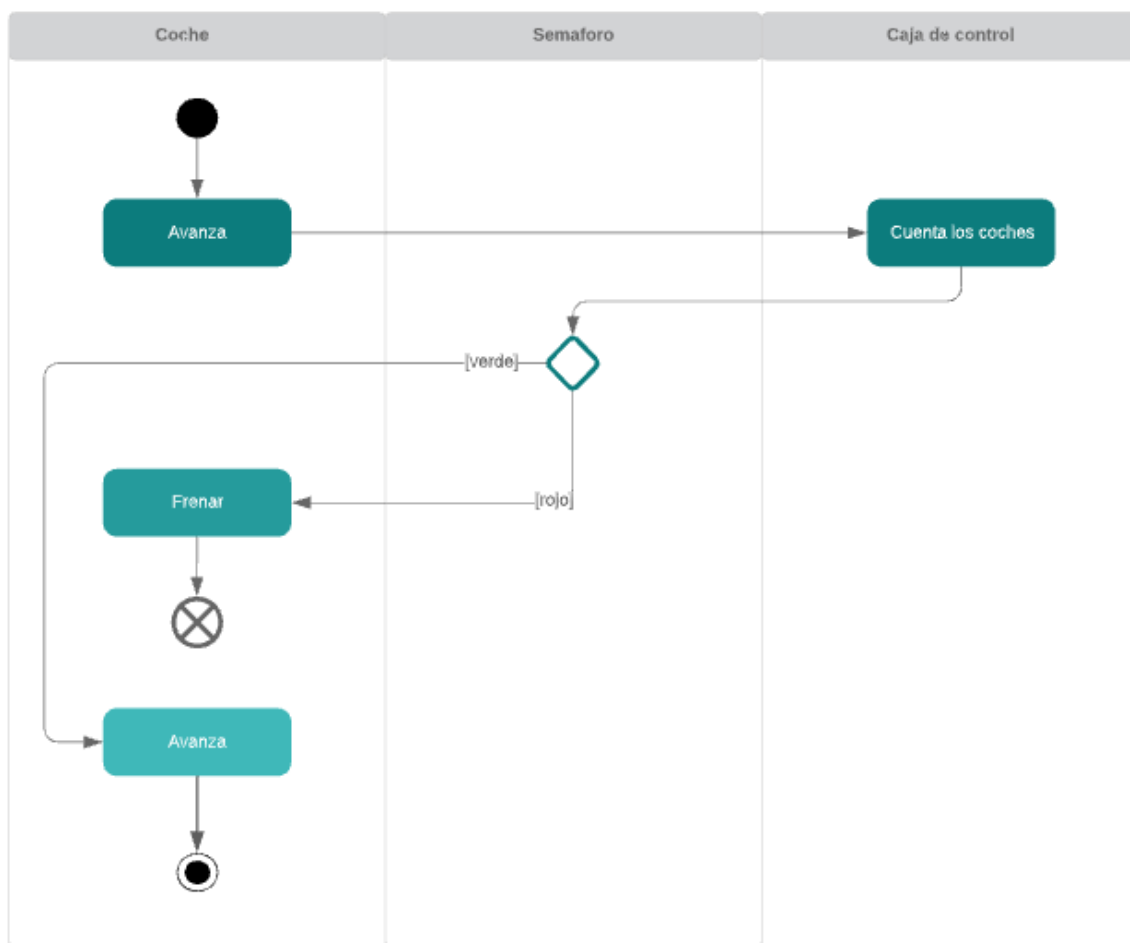 Coche
Semaforo
Caja de control
Avanza
Cuenta los coches
[verde]
Frenar
[rojo]
Avanza